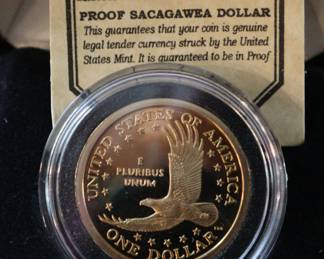 PROOF SACAGAWEA DOLLAR
This guarantees that your coin is genuine
legal tender currency struck by the United
States Mint. It is guaranteed to be in Proof
UNITED STATES OF AMERICA
E
PLURIBUS
UNUM
ONE DOLLAR